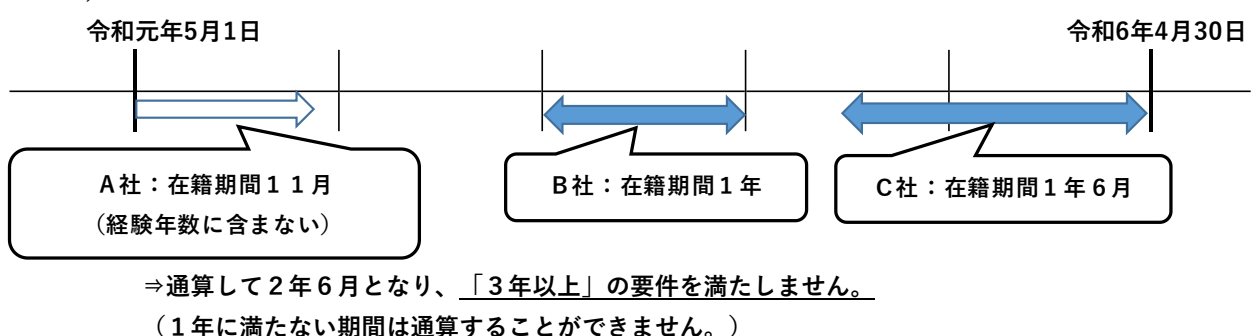 令和元年5月1日
令和6年4月30日
A社：在籍期間１１月
（経験年数に含まない）
B社：在籍期間１年
C社：在籍期間１年６月
⇒通算して２年６月となり、「３年以上」の要件を満たしません。
（１年に満たない期間は通算することができません。）